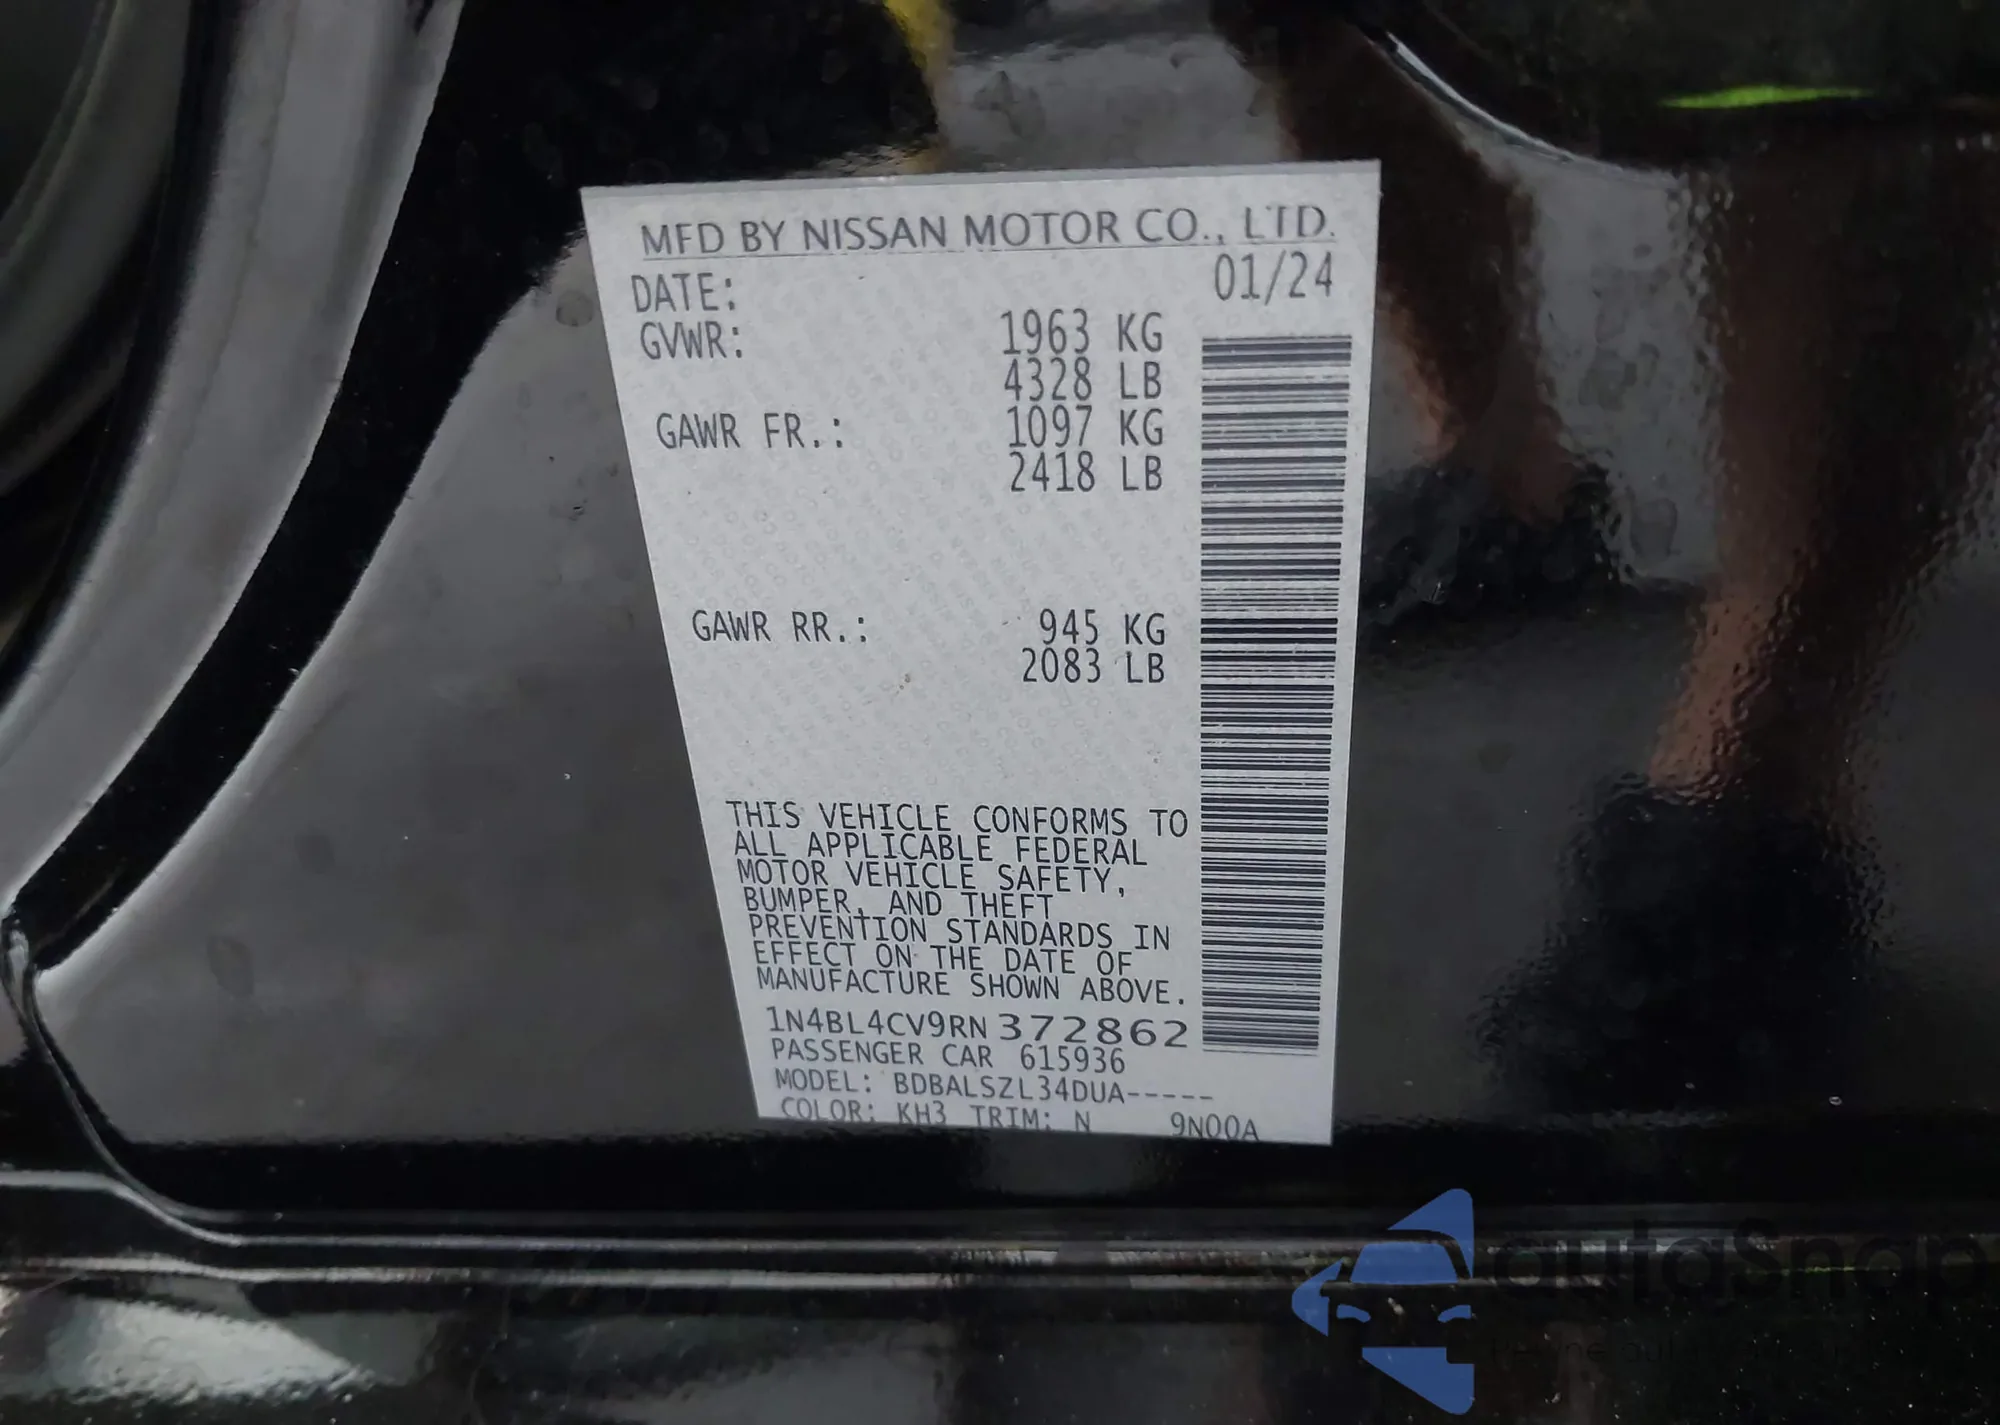 MFD BY NISSAN MOTOR CO., LTD.
DATE: 01/24
GVWR: 1963 KG
4328 LB
GAWR FR.: 1097 KG
2418 LB
GAWR RR.: 945 KG
2083 LB
THIS VEHICLE CONFORMS TO
ALL APPLICABLE FEDERAL
MOTOR VEHICLE SAFETY,
BUMPER, AND THEFT
PREVENTION STANDARDS IN
EFFECT ON THE DATE OF
MANUFACTURE SHOWN ABOVE.
1N4BL4CV9RN372862
PASSENGER CAR 615936
MODEL: BDBALSZL34DUA-----
COLOR: KH3 TRIM: N 9N00A
autoSnap